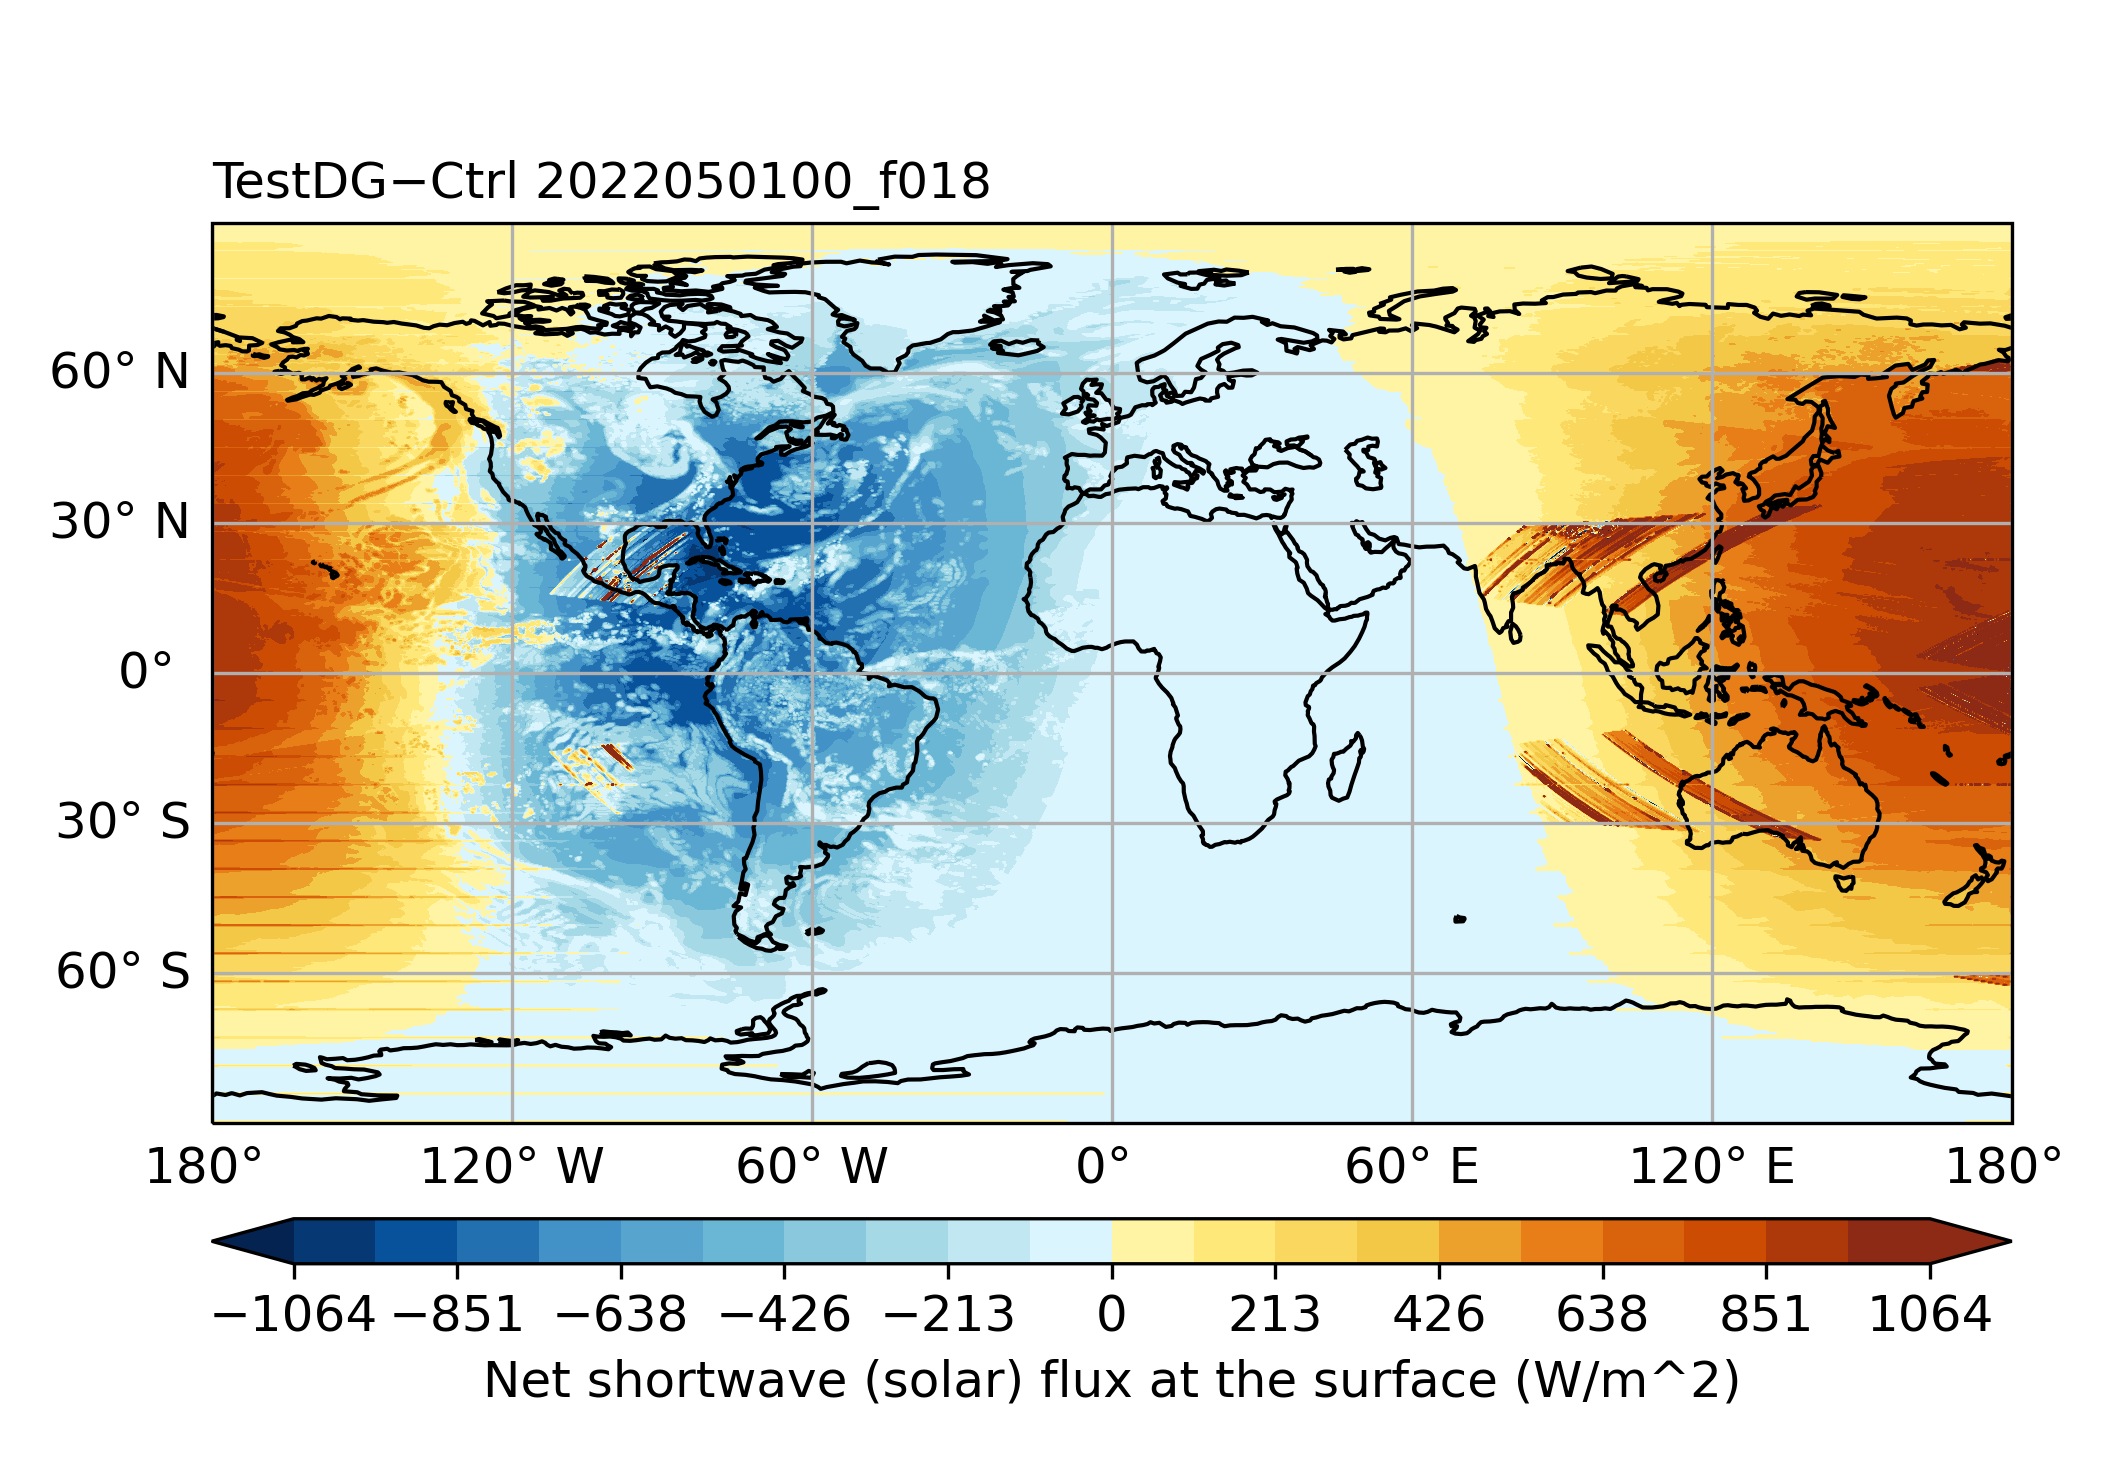 TestDG−Ctrl 2022050100_f018
60° N
30° N
0°
30° S
60° S
180° 120° W 60° W 0° 60° E 120° E 180°
−1064 −851 −638 −426 −213 0 213 426 638 851 1064
Net shortwave (solar) flux at the surface (W/m^2)